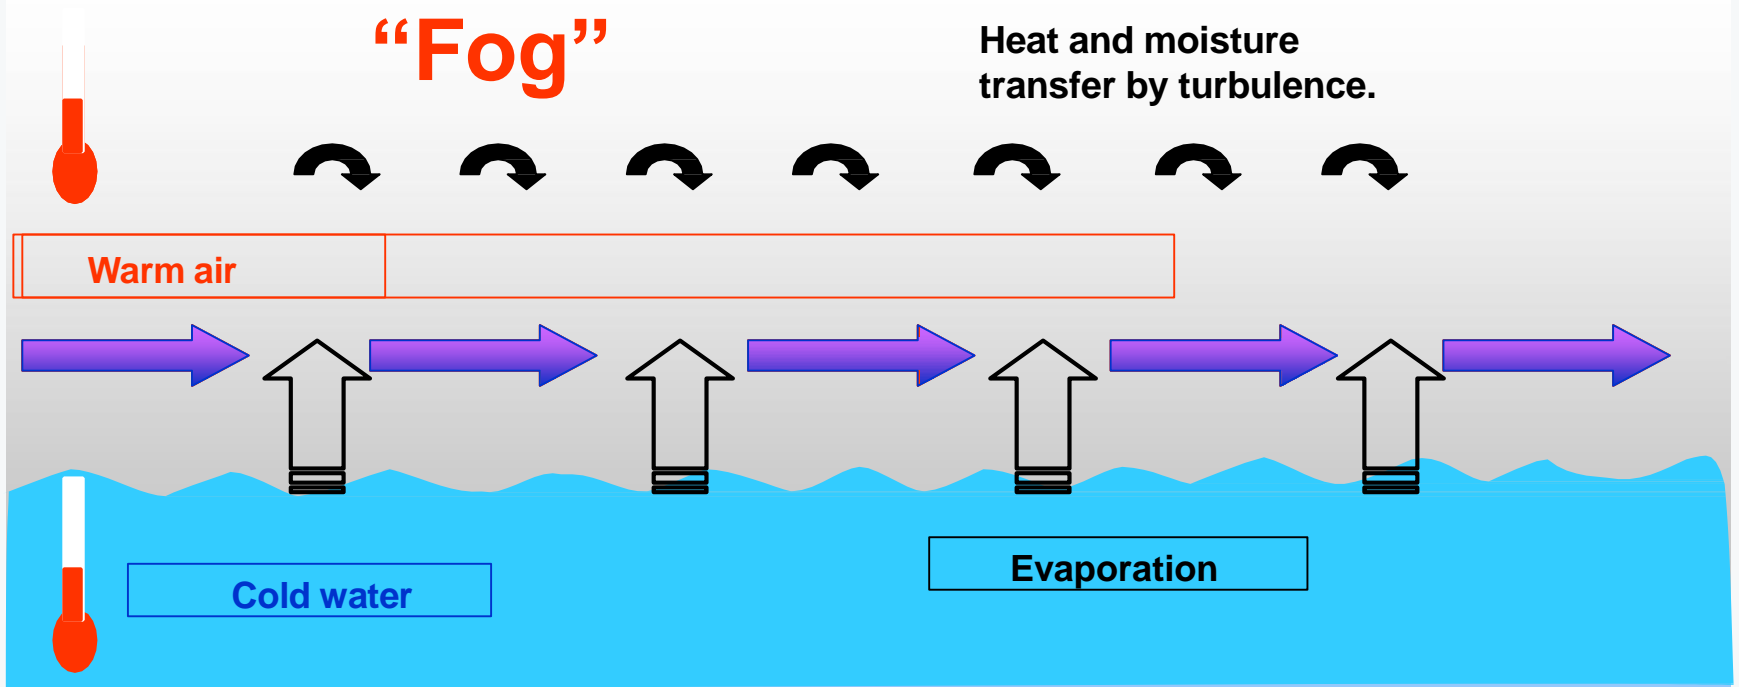 “Fog”
Heat and moisture
transfer by turbulence.
Warm air
Evaporation
Cold water